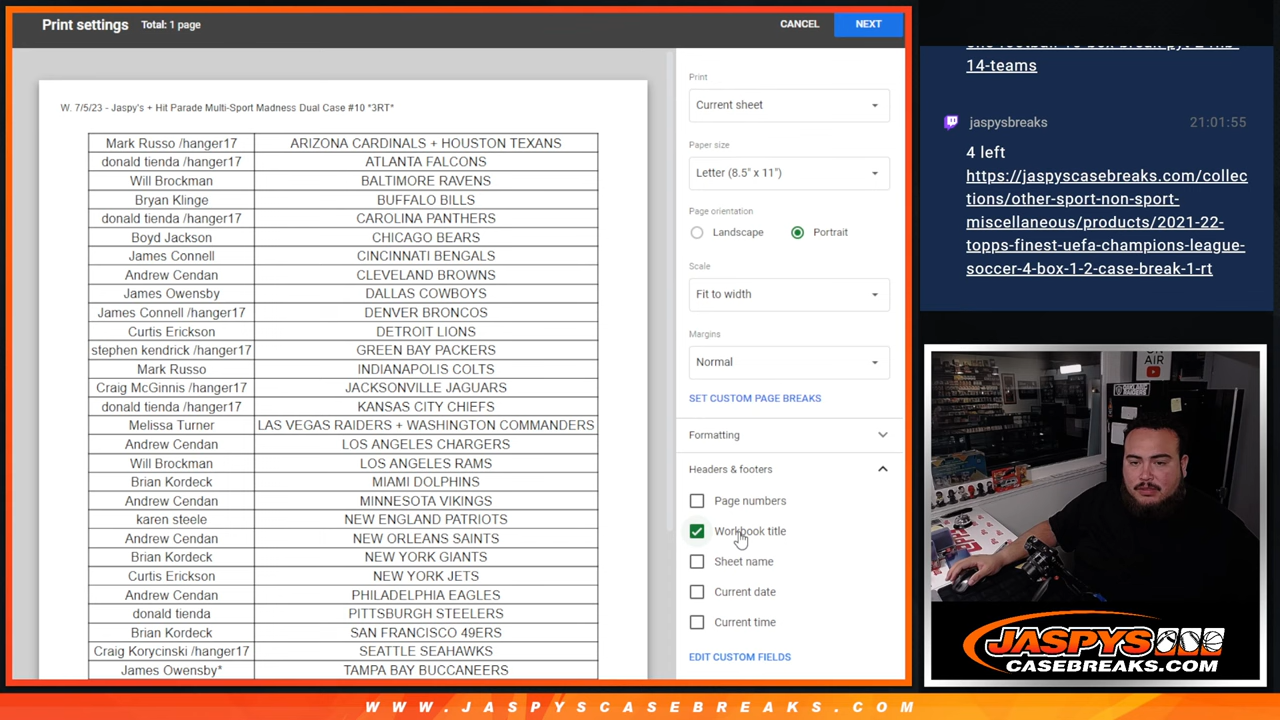 Print settings Total: 1 page
CANCEL NEXT
W. 7/5/23 - Jaspy's + Hit Parade Multi-Sport Madness Dual Case #10 *3RT*
Mark Russo /hanger17 ARIZONA CARDINALS + HOUSTON TEXANS
donald tienda /hanger17 ATLANTA FALCONS
Will Brockman BALTIMORE RAVENS
Bryan Klinge BUFFALO BILLS
donald tienda /hanger17 CAROLINA PANTHERS
Boyd Jackson CHICAGO BEARS
James Connell CINCINNATI BENGALS
Andrew Cendan CLEVELAND BROWNS
James Owensby DALLAS COWBOYS
James Connell /hanger17 DENVER BRONCOS
Curtis Erickson DETROIT LIONS
stephen kendrick /hanger17 GREEN BAY PACKERS
Mark Russo INDIANAPOLIS COLTS
Craig McGinnis /hanger17 JACKSONVILLE JAGUARS
donald tienda /hanger17 KANSAS CITY CHIEFS
Melissa Turner LAS VEGAS RAIDERS + WASHINGTON COMMANDERS
Andrew Cendan LOS ANGELES CHARGERS
Will Brockman LOS ANGELES RAMS
Brian Kordeck MIAMI DOLPHINS
Andrew Cendan MINNESOTA VIKINGS
karen steele NEW ENGLAND PATRIOTS
Andrew Cendan NEW ORLEANS SAINTS
Brian Kordeck NEW YORK GIANTS
Curtis Erickson NEW YORK JETS
Andrew Cendan PHILADELPHIA EAGLES
donald tienda PITTSBURGH STEELERS
Brian Kordeck SAN FRANCISCO 49ERS
Craig Korycinski /hanger17 SEATTLE SEAHAWKS
James Owensby* TAMPA BAY BUCCANEERS
Print
Current sheet
Paper size
Letter (8.5" x 11")
Page orientation
Landscape Portrait
Scale
Fit to width
Margins
Normal
SET CUSTOM PAGE BREAKS
Formatting
Headers & footers
Page numbers
Workbook title
Sheet name
Current date
Current time
EDIT CUSTOM FIELDS
14-teams
jaspysbreaks 21:01:55
4 left
https://jaspyscasebreaks.com/collec
tions/other-sport-non-sport-
miscellaneous/products/2021-22-
topps-finest-uefa-champions-league-
soccer-4-box-1-2-case-break-1-rt
ON
AIR
JASPYS
CASEBREAKS.COM
WWW.JASPYSCASEBREAKS.COM